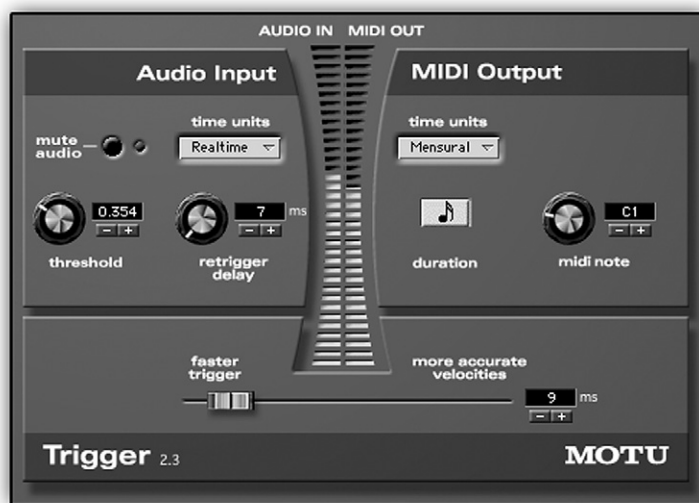 AUDIO IN MIDI OUT
Audio Input
MIDI Output
mute
audio
time units
Realtime
time units
Mensural
0.354
- +
threshold
7 ms
- +
retrigger
delay
duration
C1
- +
midi note
faster
trigger
more accurate
velocities
9 ms
- +
Trigger 2.3
MOTU